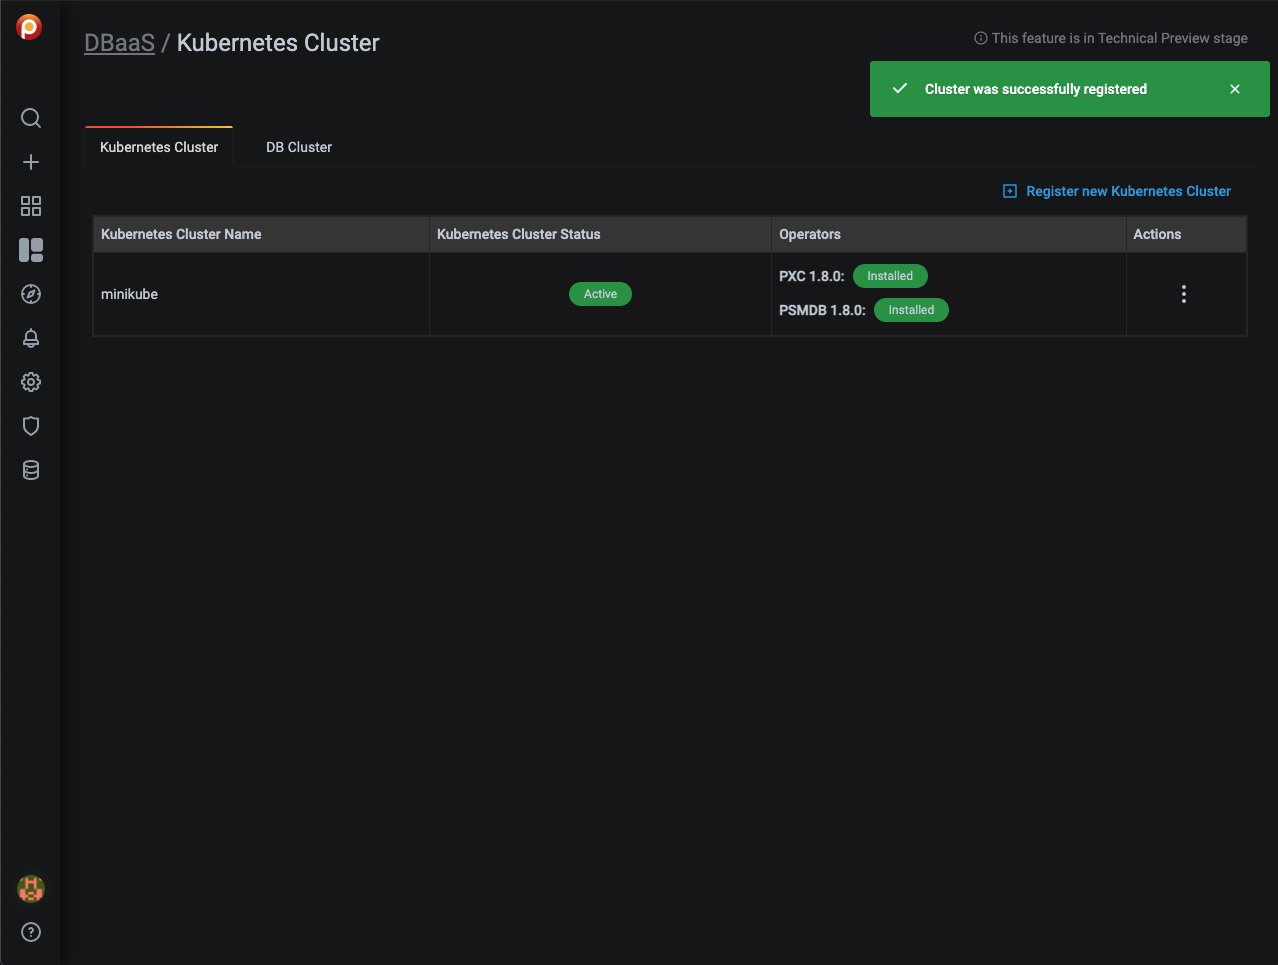 DBaaS / Kubernetes Cluster
This feature is in Technical Preview stage
Cluster was successfully registered
Kubernetes Cluster DB Cluster
Register new Kubernetes Cluster
Kubernetes Cluster Name Kubernetes Cluster Status Operators Actions
minikube Active PXC 1.8.0: Installed
PSMDB 1.8.0: Installed